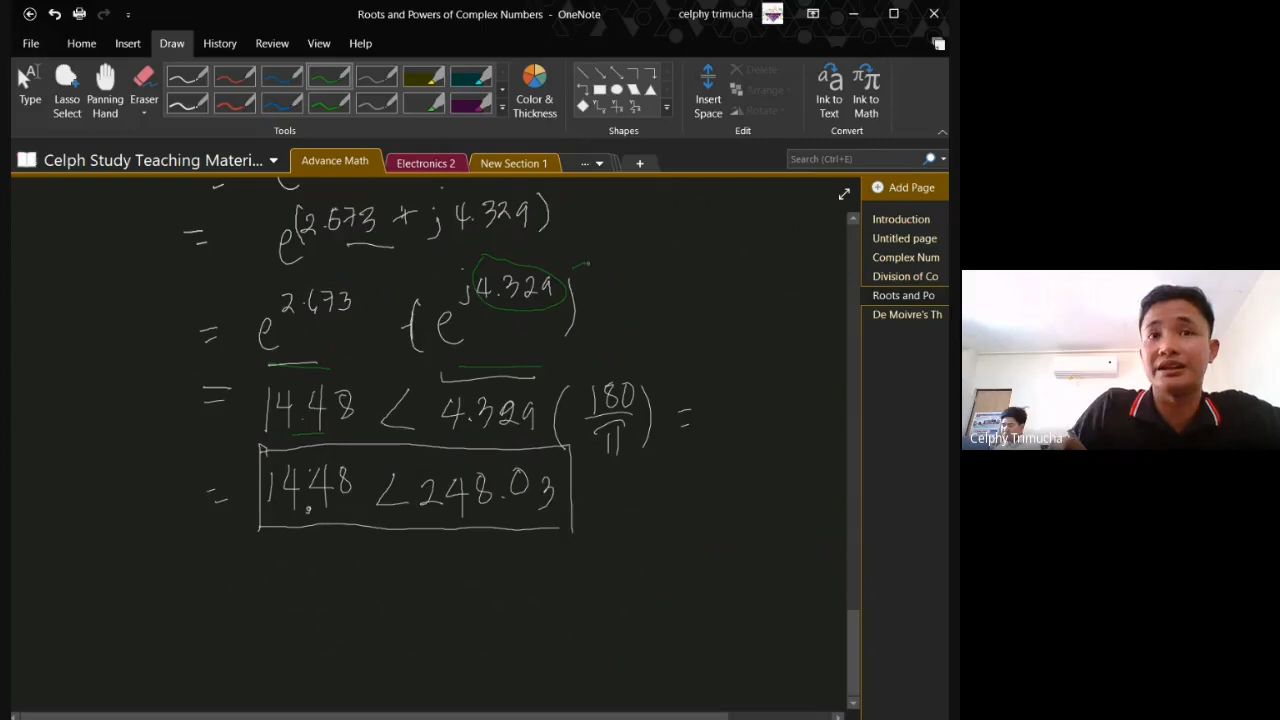 Roots and Powers of Complex Numbers - OneNote
celphy trimucha
File Home Insert Draw History Review View Help
Type
Lasso Select
Panning Hand
Eraser
Color & Thickness
Insert Space
Delete
Arrange
Rotate
Ink to Text
Ink to Math
Tools
Shapes
Edit
Convert
Celph Study Teaching Materi...
Advance Math
Electronics 2
New Section 1
...
Search (Ctrl+E)
Add Page
Introduction
Untitled page
Complex Num
Division of Co
Roots and Po
De Moivre's Th
= e^(2.673 + j 4.329)
= e^2.673 (e^j4.329)
= 14.48 < 4.329 (180/π) =
= 14.48 < 248.03
Celphy Trimucha